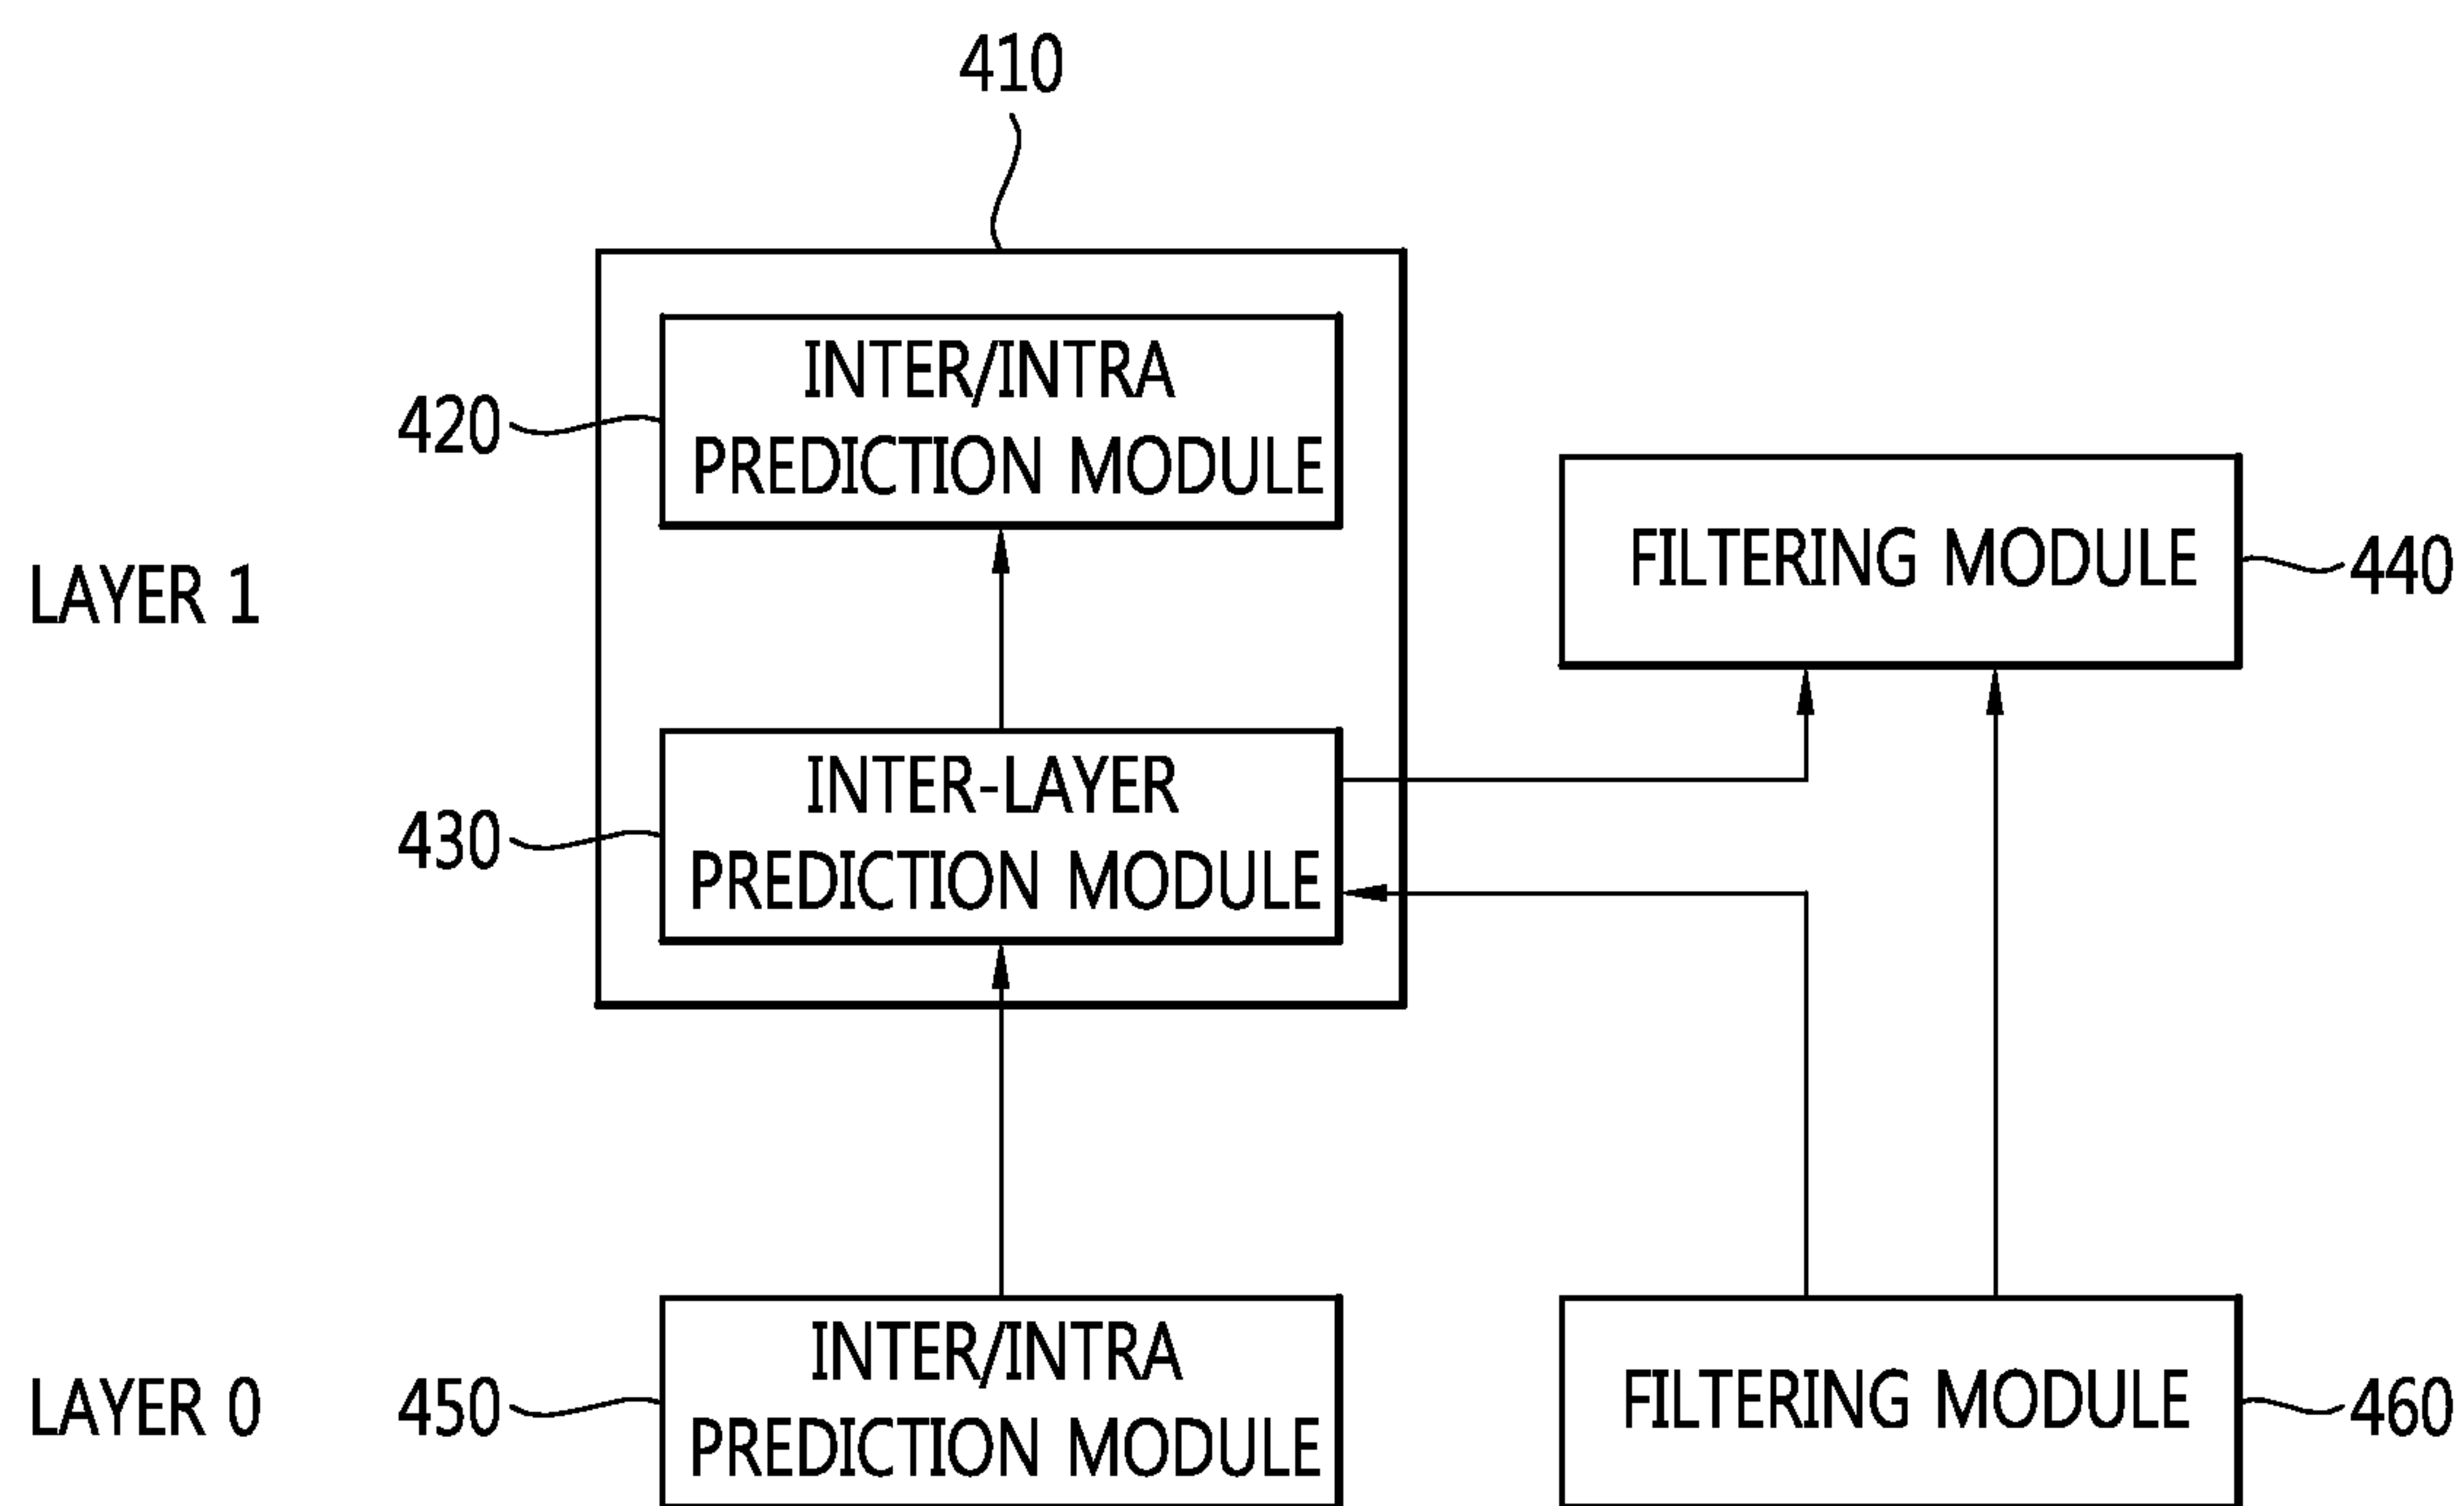 410
INTER/INTRA
PREDICTION MODULE
420
FILTERING MODULE
440
LAYER 1
INTER-LAYER
PREDICTION MODULE
430
INTER/INTRA
PREDICTION MODULE
LAYER 0
450
FILTERING MODULE
460